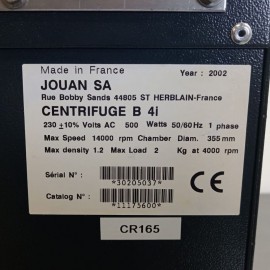 Made in France Year : 2002
JOUAN SA
Rue Bobby Sands 44805 ST HERBLAIN-France
CENTRIFUGE B 4i
230 ±10% Volts AC 500 Watts 50/60Hz 1 phase
Max Speed 14000 rpm Chamber Diam. 355 mm
Max density 1.2 Max Load 2 Kg at 4000 rpm
Sérial N° :
*30205037*
Catalog N° :
*11175600*
CE
CR165